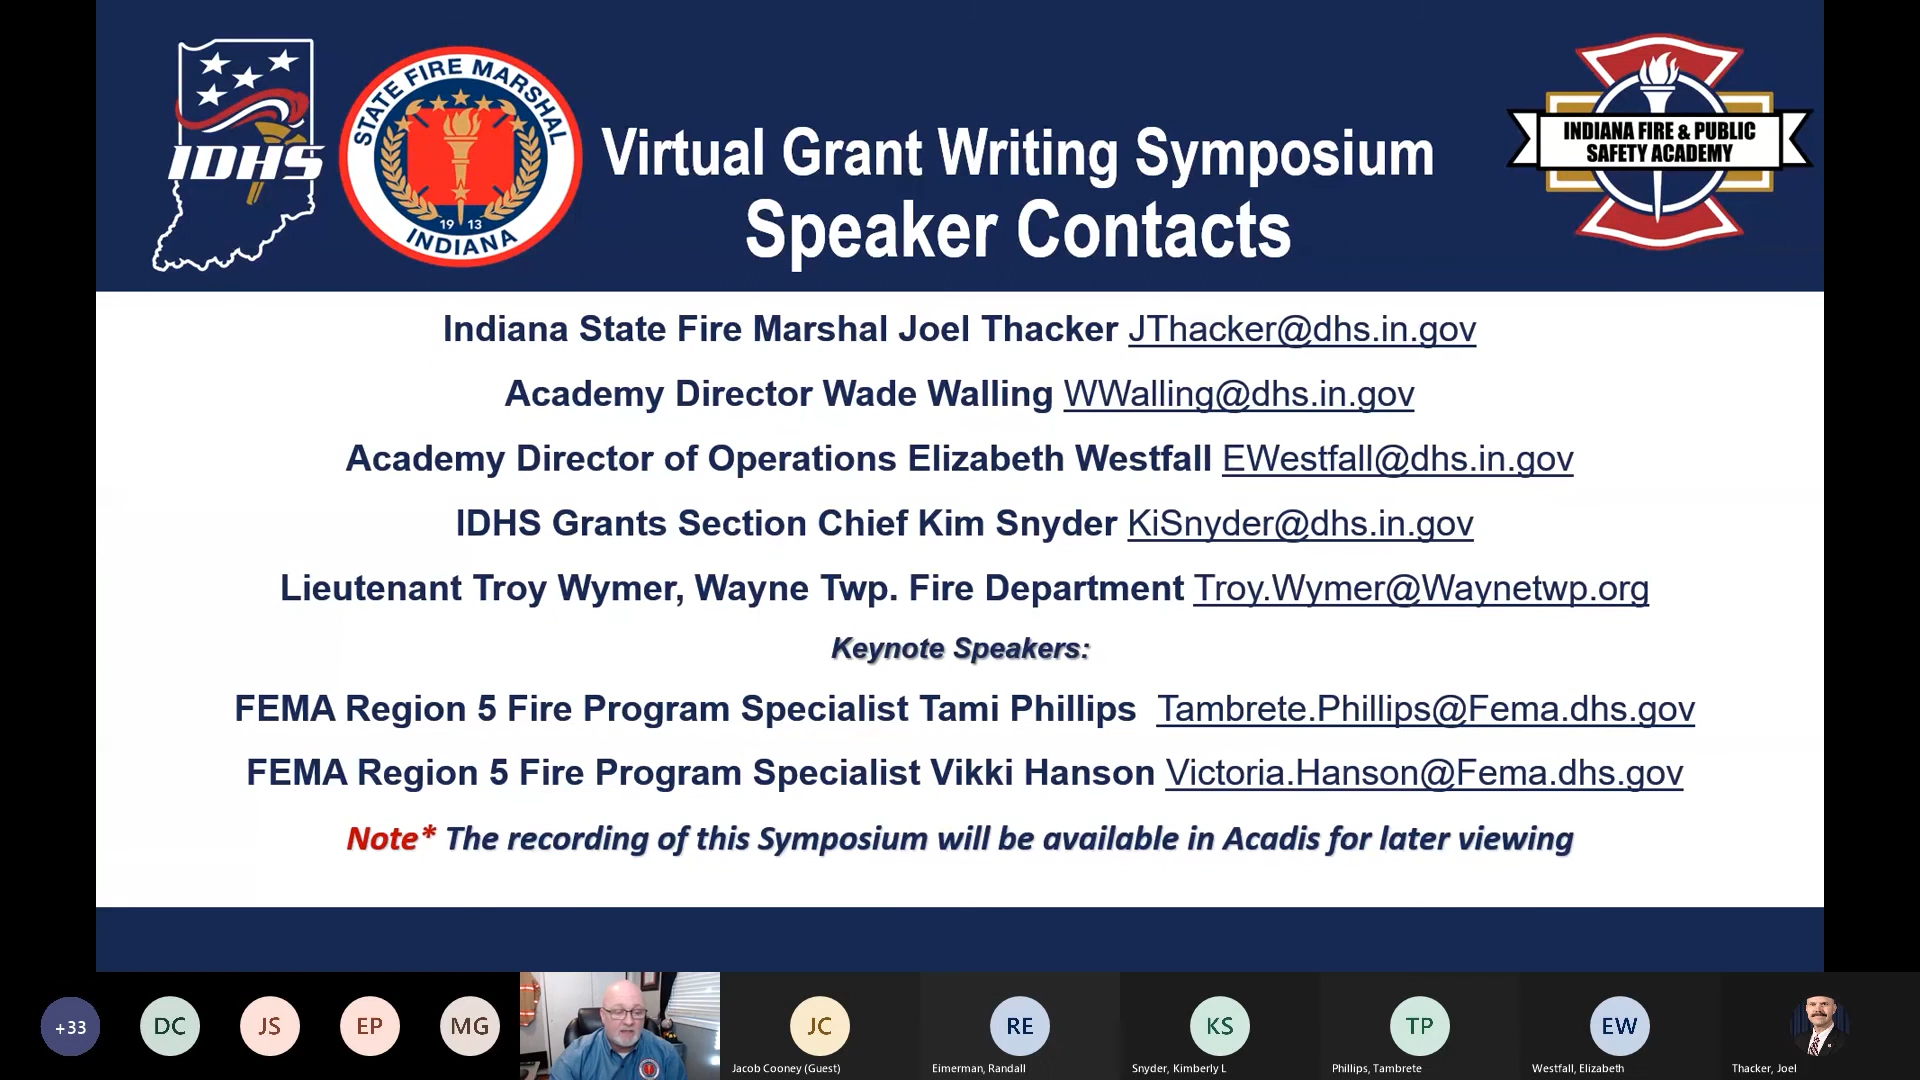 IDHS
STATE FIRE MARSHAL
19 13
INDIANA
Virtual Grant Writing Symposium
Speaker Contacts
INDIANA FIRE & PUBLIC
SAFETY ACADEMY
Indiana State Fire Marshal Joel Thacker JThacker@dhs.in.gov
Academy Director Wade Walling WWalling@dhs.in.gov
Academy Director of Operations Elizabeth Westfall EWestfall@dhs.in.gov
IDHS Grants Section Chief Kim Snyder KiSnyder@dhs.in.gov
Lieutenant Troy Wymer, Wayne Twp. Fire Department Troy.Wymer@Waynetwp.org
Keynote Speakers:
FEMA Region 5 Fire Program Specialist Tami Phillips Tambrete.Phillips@Fema.dhs.gov
FEMA Region 5 Fire Program Specialist Vikki Hanson Victoria.Hanson@Fema.dhs.gov
Note* The recording of this Symposium will be available in Acadis for later viewing
+33
DC
JS
EP
MG
JC
RE
KS
TP
EW
Jacob Cooney (Guest)
Eimerman, Randall
Snyder, Kimberly L
Phillips, Tambrete
Westfall, Elizabeth
Thacker, Joel